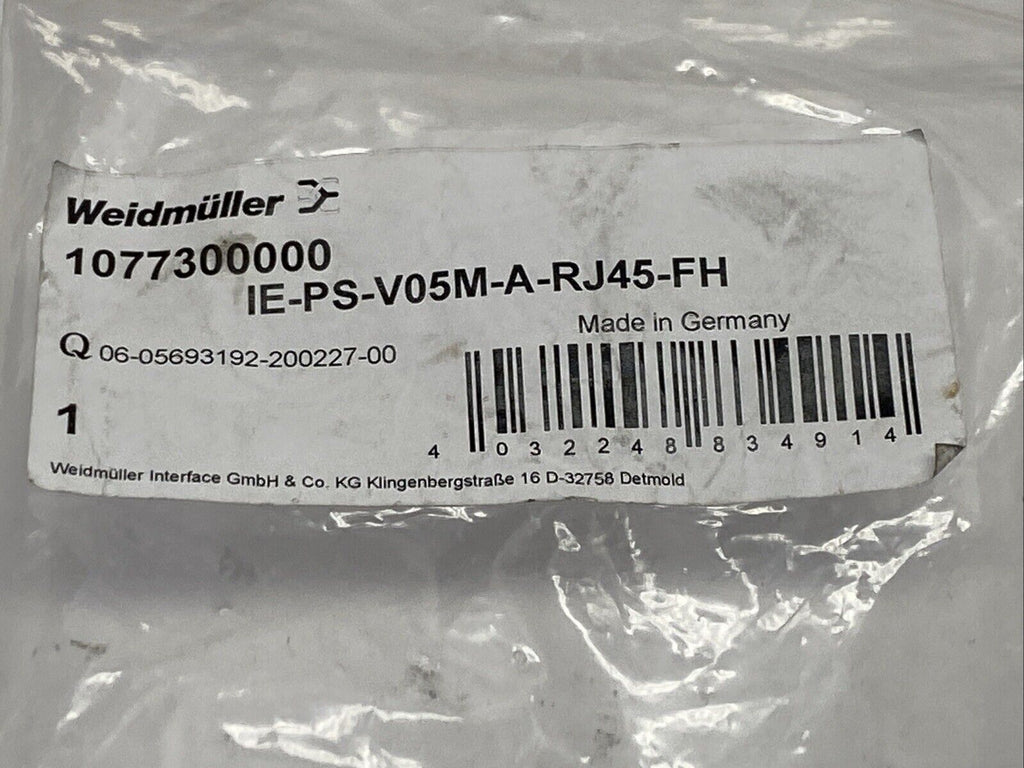 Weidmüller
1077300000
IE-PS-V05M-A-RJ45-FH
Made in Germany
Q 06-05693192-200227-00
1
4 032248 834914
Weidmüller Interface GmbH & Co. KG Klingenbergstraße 16 D-32758 Detmold